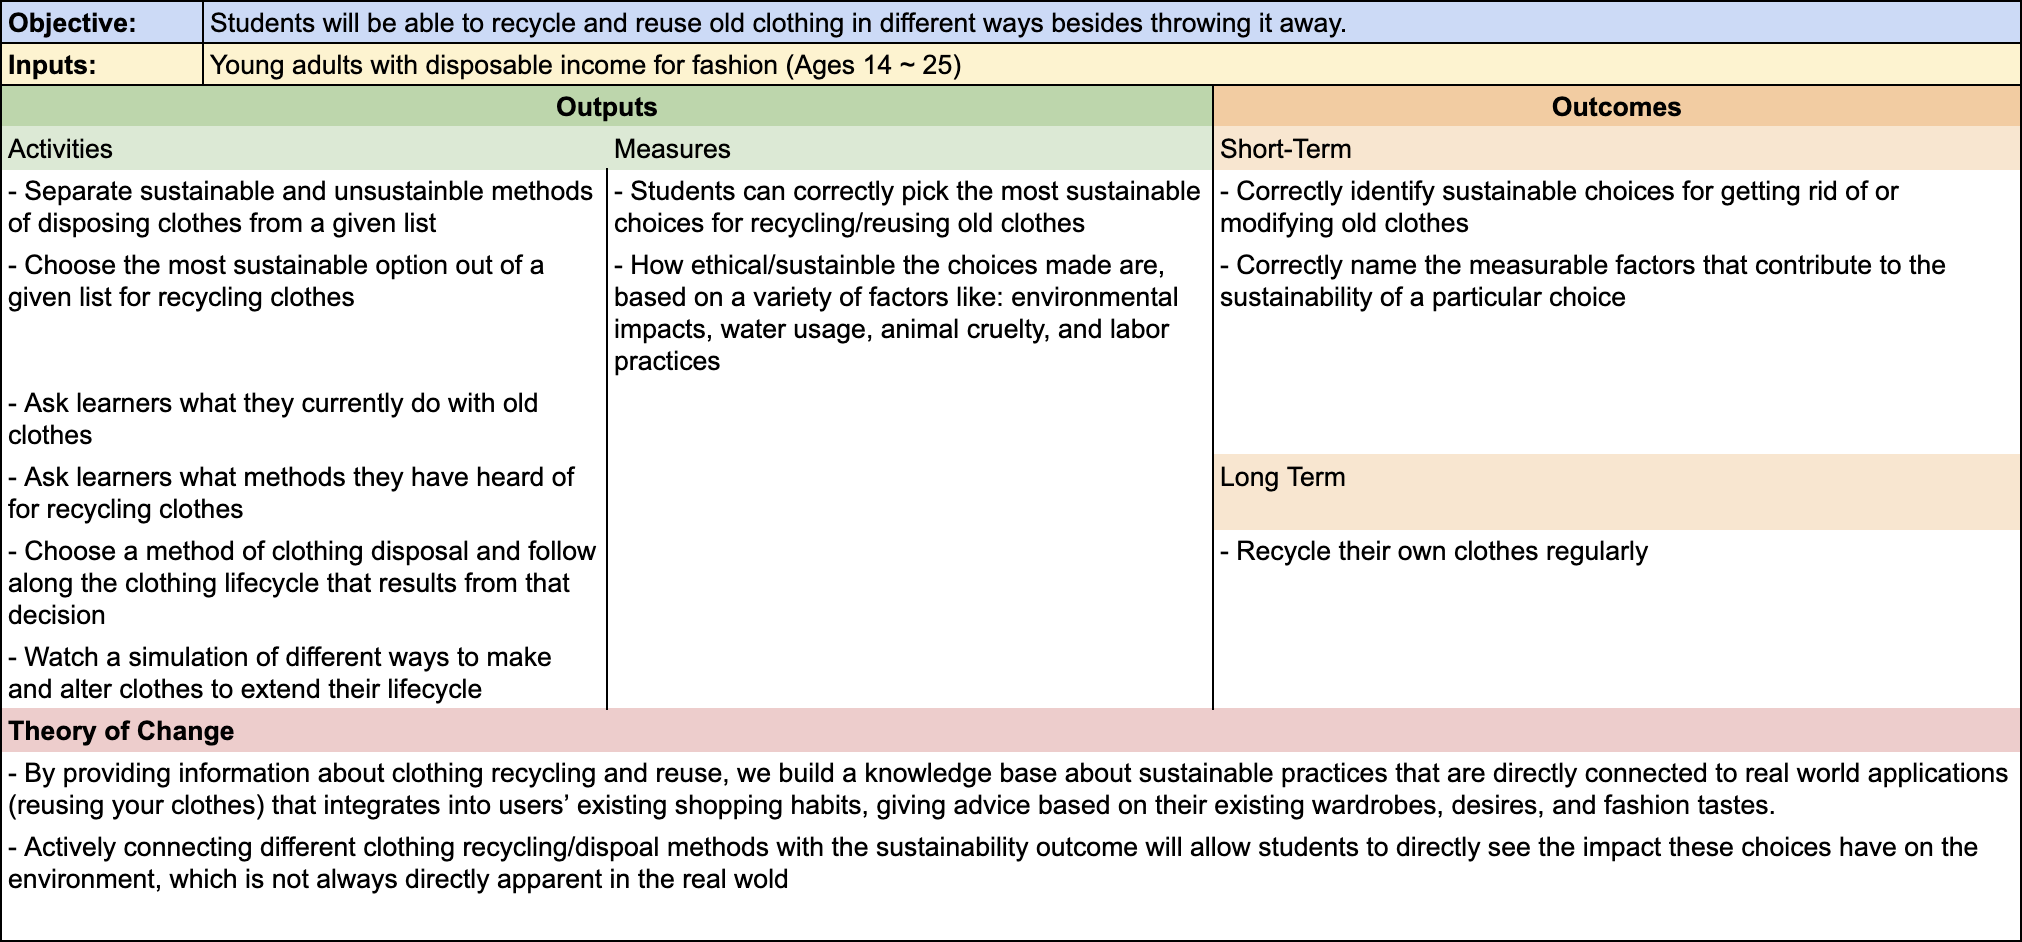 Objective: Students will be able to recycle and reuse old clothing in different ways besides throwing it away.
Inputs: Young adults with disposable income for fashion (Ages 14 ~ 25)
Outputs
Activities
- Separate sustainable and unsustainble methods
of disposing clothes from a given list
- Choose the most sustainable option out of a
given list for recycling clothes
- Ask learners what they currently do with old
clothes
- Ask learners what methods they have heard of
for recycling clothes
- Choose a method of clothing disposal and follow
along the clothing lifecycle that results from that
decision
- Watch a simulation of different ways to make
and alter clothes to extend their lifecycle
Measures
- Students can correctly pick the most sustainable
choices for recycling/reusing old clothes
- How ethical/sustainble the choices made are,
based on a variety of factors like: environmental
impacts, water usage, animal cruelty, and labor
practices
Outcomes
Short-Term
- Correctly identify sustainable choices for getting rid of or
modifying old clothes
- Correctly name the measurable factors that contribute to the
sustainability of a particular choice
Long Term
- Recycle their own clothes regularly
Theory of Change
- By providing information about clothing recycling and reuse, we build a knowledge base about sustainable practices that are directly connected to real world applications
(reusing your clothes) that integrates into users’ existing shopping habits, giving advice based on their existing wardrobes, desires, and fashion tastes.
- Actively connecting different clothing recycling/dispoal methods with the sustainability outcome will allow students to directly see the impact these choices have on the
environment, which is not always directly apparent in the real wold